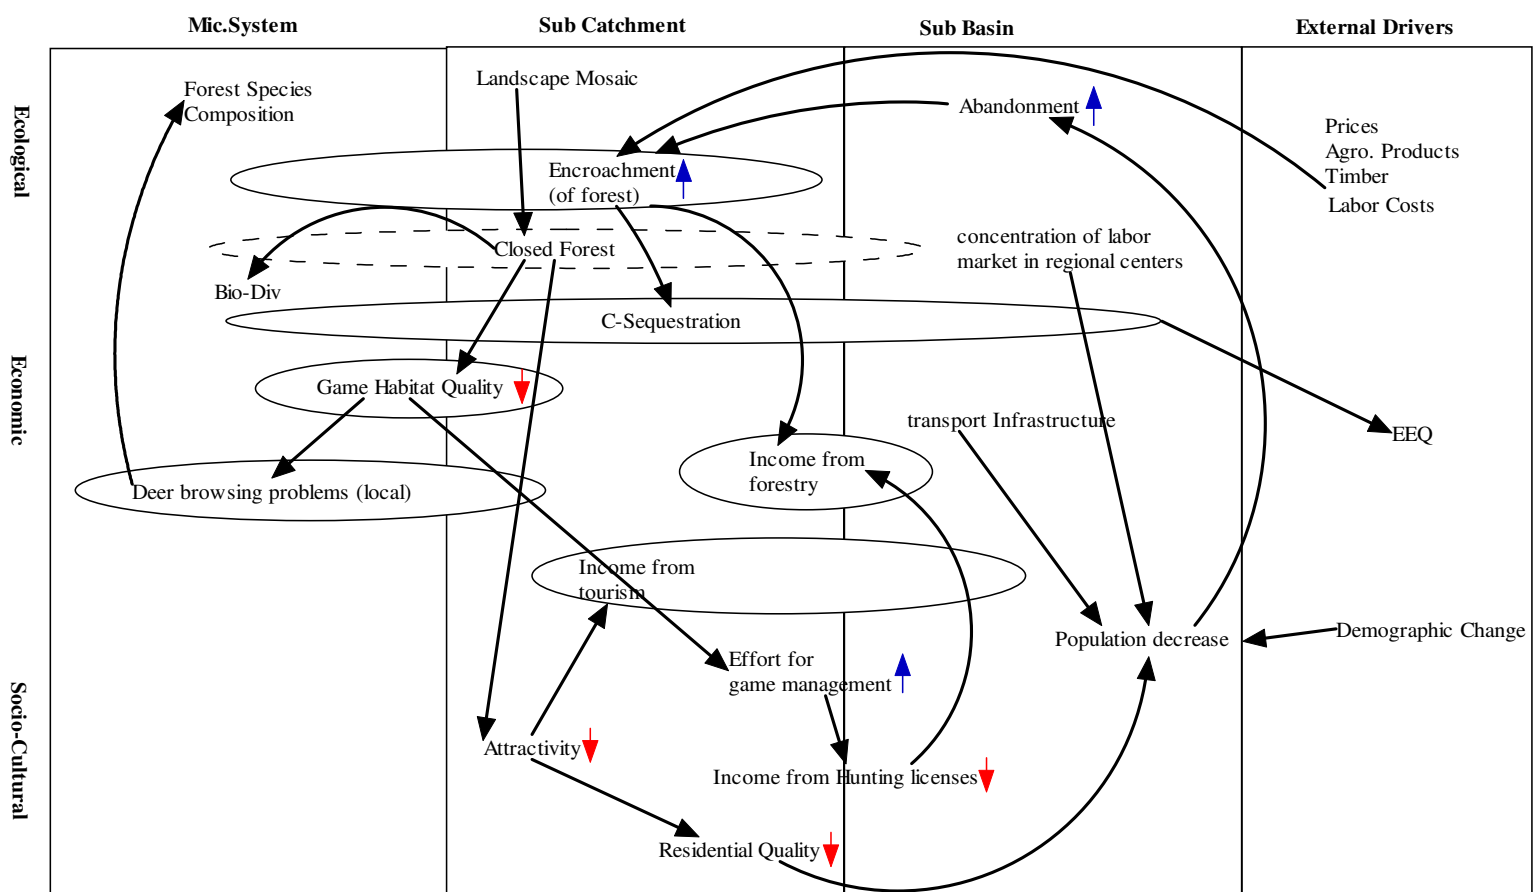 Mic.System
Sub Catchment
Sub Basin
External Drivers
Ecological
Economic
Socio-Cultural
Forest Species
Composition
Landscape Mosaic
Abandonment
Prices
Agro. Products
Timber
Labor Costs
Encroachment
(of forest)
Closed Forest
concentration of labor
market in regional centers
Bio-Div
C-Sequestration
Game Habitat Quality
transport Infrastructure
EEQ
Income from
forestry
Deer browsing problems (local)
Income from
tourism
Population decrease
Demographic Change
Effort for
game management
Attractivity
Income from Hunting licenses
Residential Quality